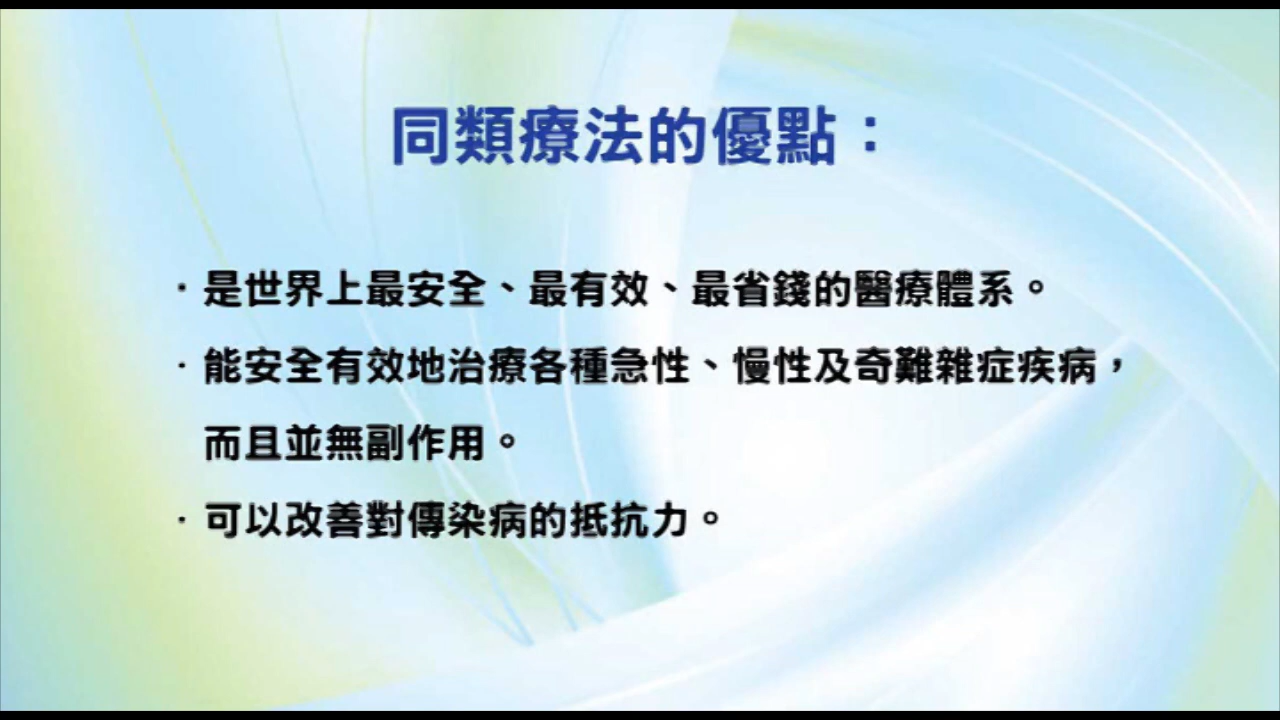 同類療法的優點：
·是世界上最安全、最有效、最省錢的醫療體系。
·能安全有效地治療各種急性、慢性及奇難雜症疾病，
而且並無副作用。
·可以改善對傳染病的抵抗力。